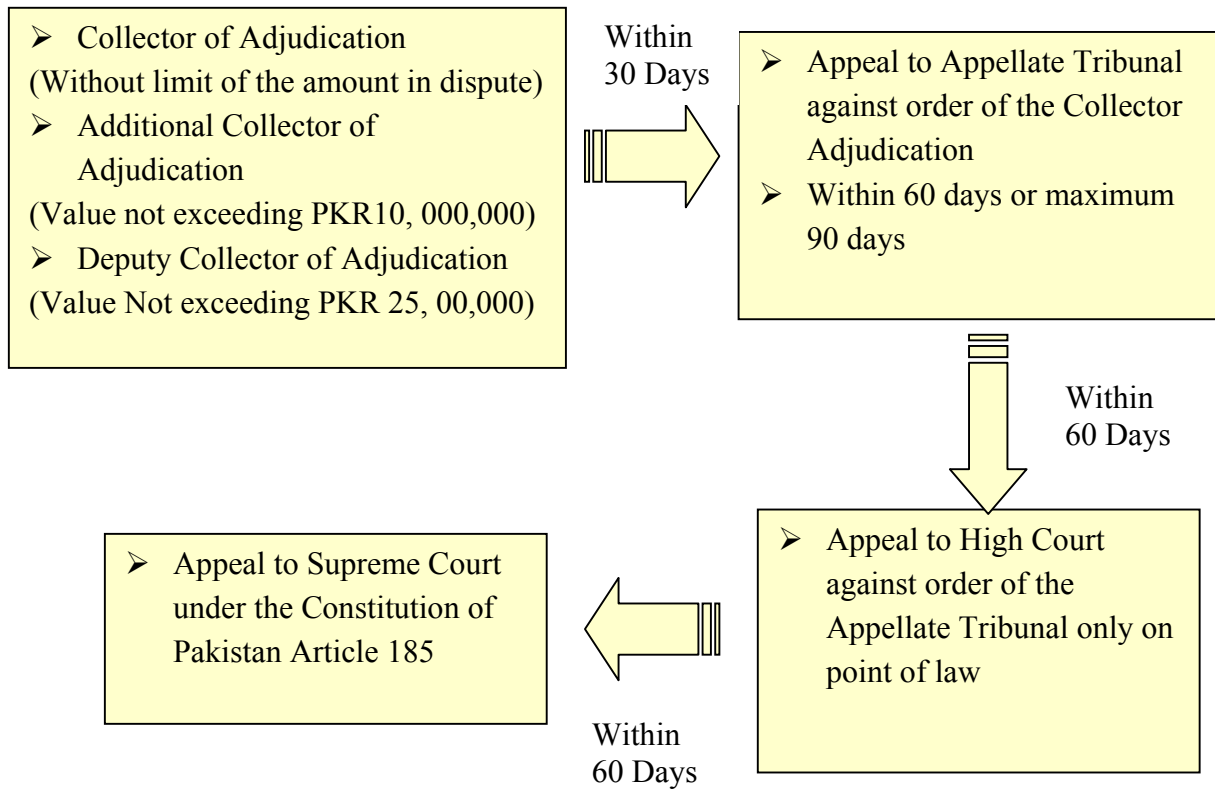 ➢ Collector of Adjudication
(Without limit of the amount in dispute)
➢ Additional Collector of
Adjudication
(Value not exceeding PKR10, 000,000)
➢ Deputy Collector of Adjudication
(Value Not exceeding PKR 25, 00,000)
Within
30 Days
➢ Appeal to Appellate Tribunal
against order of the Collector
Adjudication
➢ Within 60 days or maximum
90 days
Within
60 Days
➢ Appeal to High Court
against order of the
Appellate Tribunal only on
point of law
Within
60 Days
➢ Appeal to Supreme Court
under the Constitution of
Pakistan Article 185